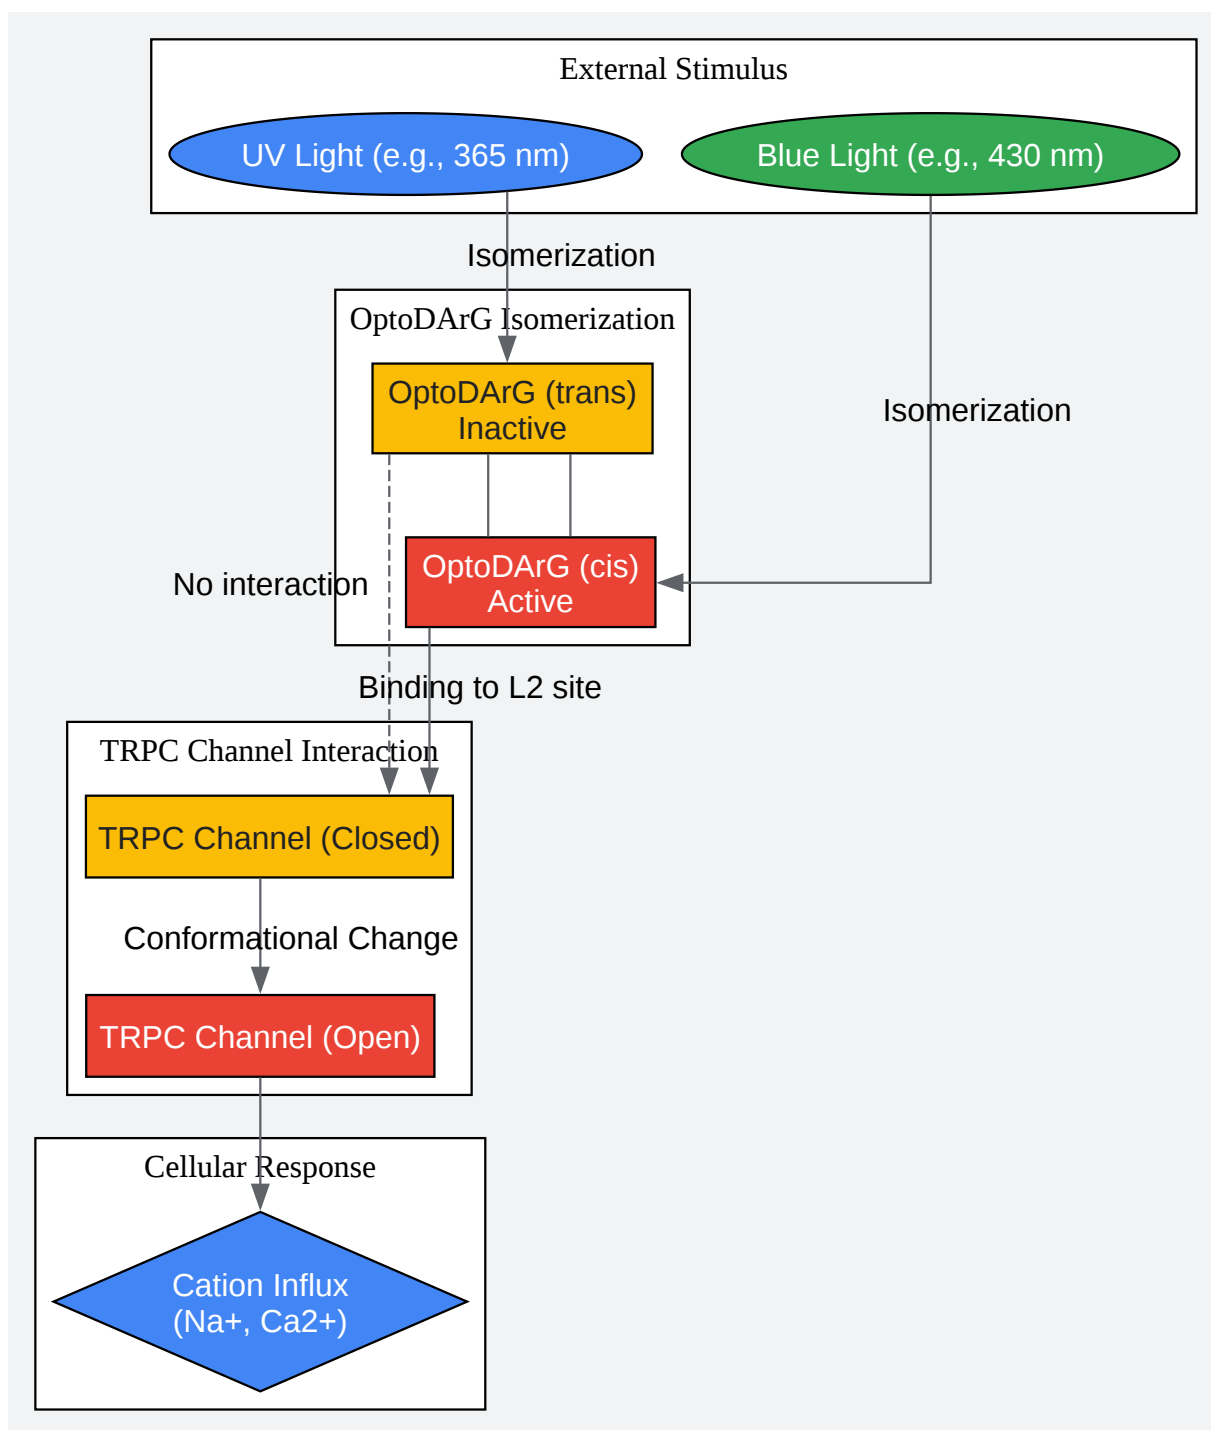 External Stimulus
UV Light (e.g., 365 nm)
Blue Light (e.g., 430 nm)
Isomerization
OptoDArG Isomerization
OptoDArG (trans)
Inactive
Isomerization
OptoDArG (cis)
Active
No interaction
Binding to L2 site
TRPC Channel Interaction
TRPC Channel (Closed)
Conformational Change
TRPC Channel (Open)
Cellular Response
Cation Influx
(Na+, Ca2+)